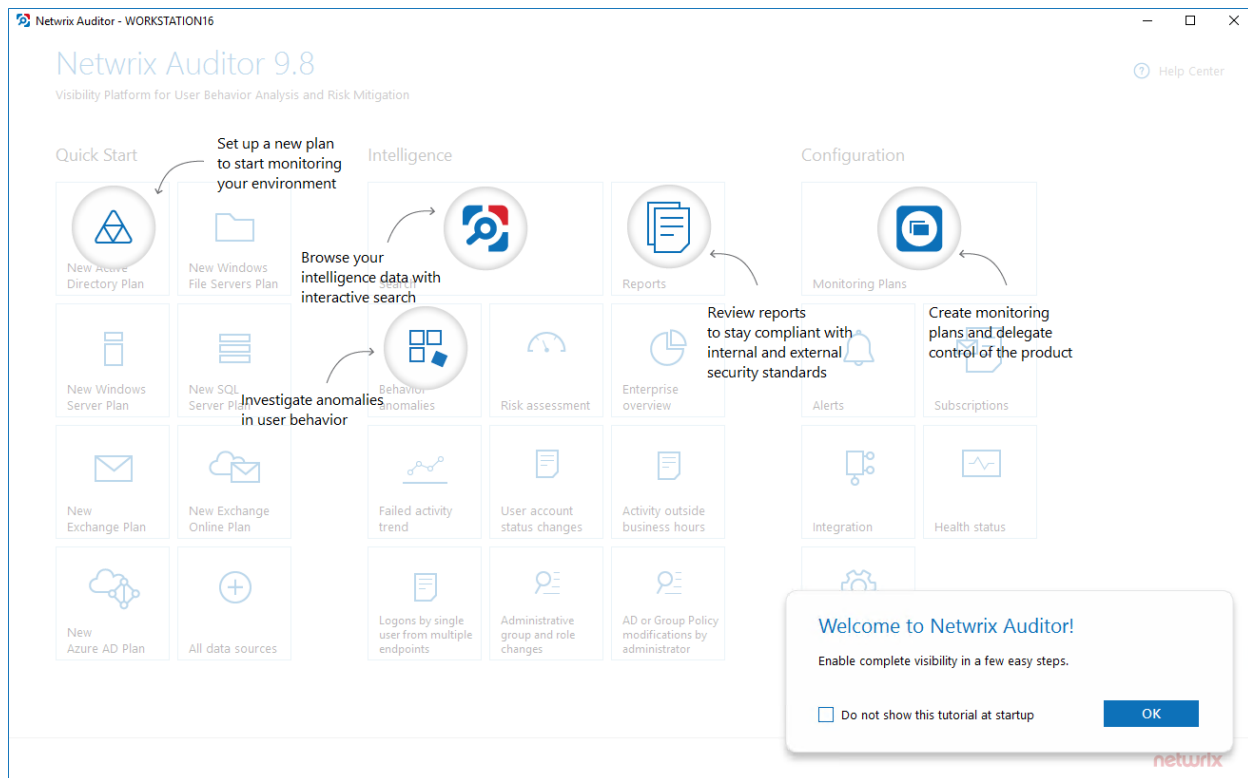 Netwrix Auditor - WORKSTATION16
Netwrix Auditor 9.8
Help Center
Visibility Platform for User Behavior Analysis and Risk Mitigation
Quick Start
Set up a new plan
to start monitoring
your environment
New Active
Directory Plan
New Windows
File Servers Plan
New Windows
Server Plan
New SQL
Server Plan
New
Exchange Plan
New Exchange
Online Plan
New
Azure AD Plan
All data sources
Intelligence
Browse your
intelligence data with
interactive search
Search
Reports
Review reports
to stay compliant with
internal and external
security standards
Investigate anomalies
in user behavior
Behavior
anomalies
Risk assessment
Enterprise
overview
Failed activity
trend
User account
status changes
Activity outside
business hours
Logons by single
user from multiple
endpoints
Administrative
group and role
changes
AD or Group Policy
modifications by
administrator
Configuration
Monitoring Plans
Create monitoring
plans and delegate
control of the product
Alerts
Subscriptions
Integration
Health status
Welcome to Netwrix Auditor!
Enable complete visibility in a few easy steps.
Do not show this tutorial at startup
OK
netwrix